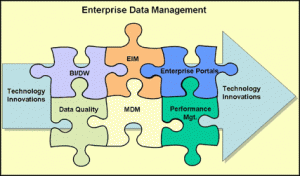 Enterprise Data Management
EIM
BI/DW
Enterprise Portals
Technology
Innovations
Technology
Innovations
Data Quality
MDM
Performance
Mgt.